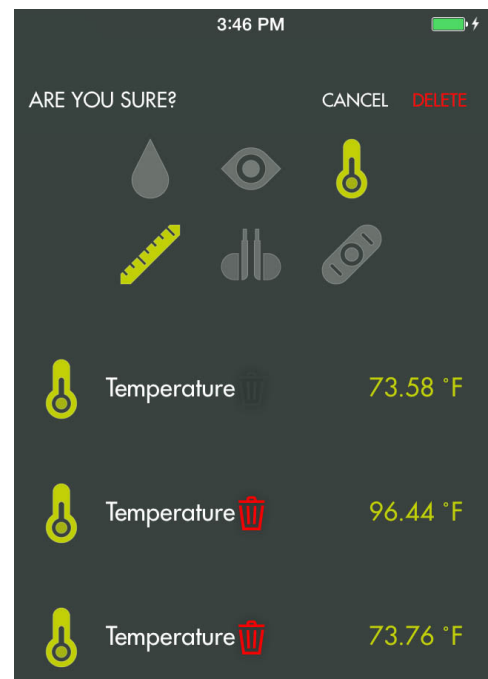 3:46 PM
ARE YOU SURE? CANCEL DELETE
Temperature 73.58 °F
Temperature 96.44 °F
Temperature 73.76 °F